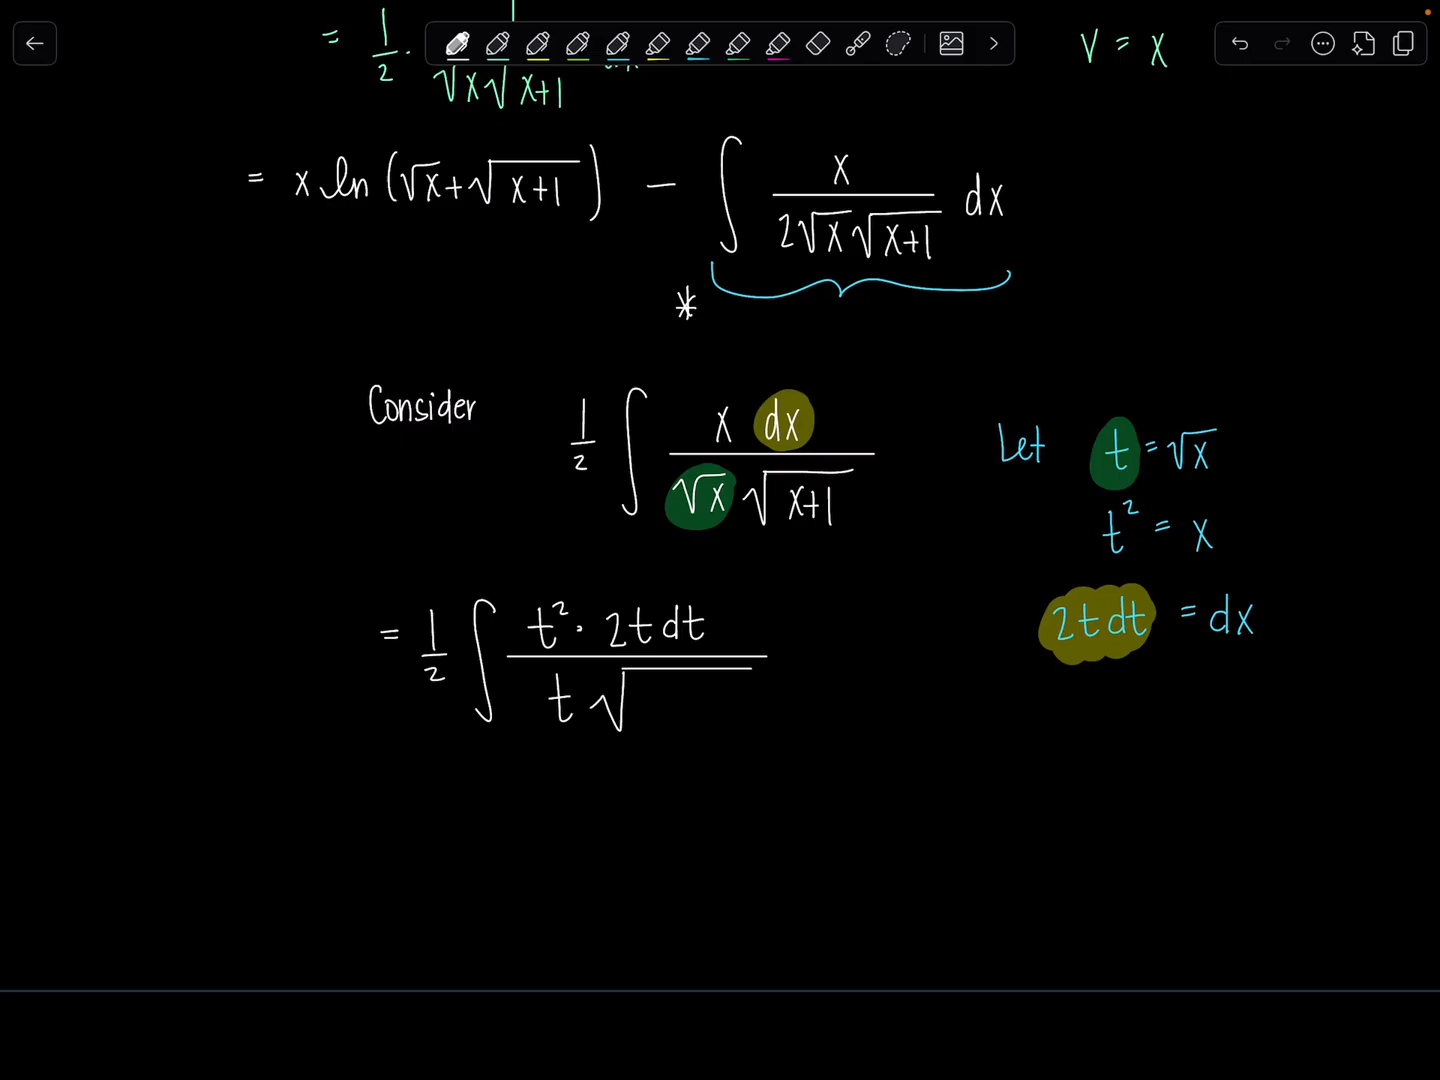 = 1/2 · 1/(√x √(x+1))
V = x
= x ln (√x + √(x+1)) − ∫ x/(2√x √(x+1)) dx
*
Consider 1/2 ∫ x dx/(√x √(x+1))
Let t = √x
t² = x
2t dt = dx
= 1/2 ∫ t² · 2t dt/(t √ )